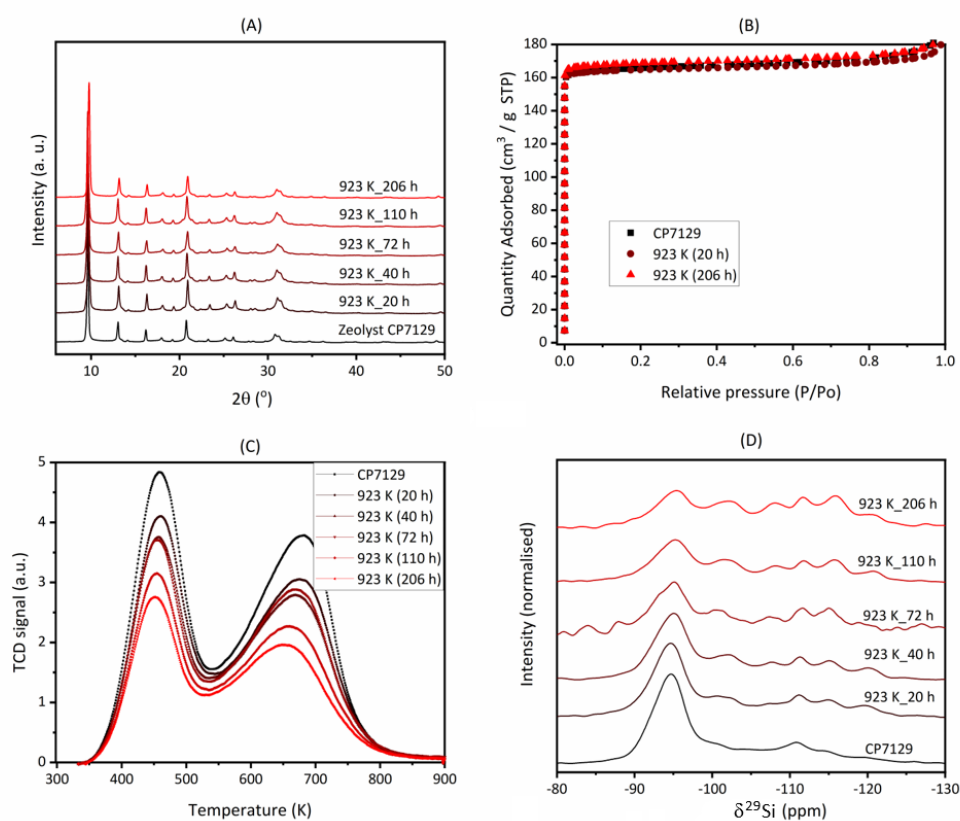 (A)
Intensity (a. u.)
923 K_206 h
923 K_110 h
923 K_72 h
923 K_40 h
923 K_20 h
Zeolyst CP7129
10 20 30 40 50
2θ (°)
(B)
Quantity Adsorbed (cm³ / g STP)
180
160
140
120
100
80
60
40
20
0
CP7129
923 K (20 h)
923 K (206 h)
0.0 0.2 0.4 0.6 0.8 1.0
Relative pressure (P/Po)
(C)
TCD signal (a.u.)
5
4
3
2
1
0
CP7129
923 K (20 h)
923 K (40 h)
923 K (72 h)
923 K (110 h)
923 K (206 h)
300 400 500 600 700 800 900
Temperature (K)
(D)
Intensity (normalised)
923 K_206 h
923 K_110 h
923 K_72 h
923 K_40 h
923 K_20 h
CP7129
-80 -90 -100 -110 -120 -130
δ²⁹Si (ppm)